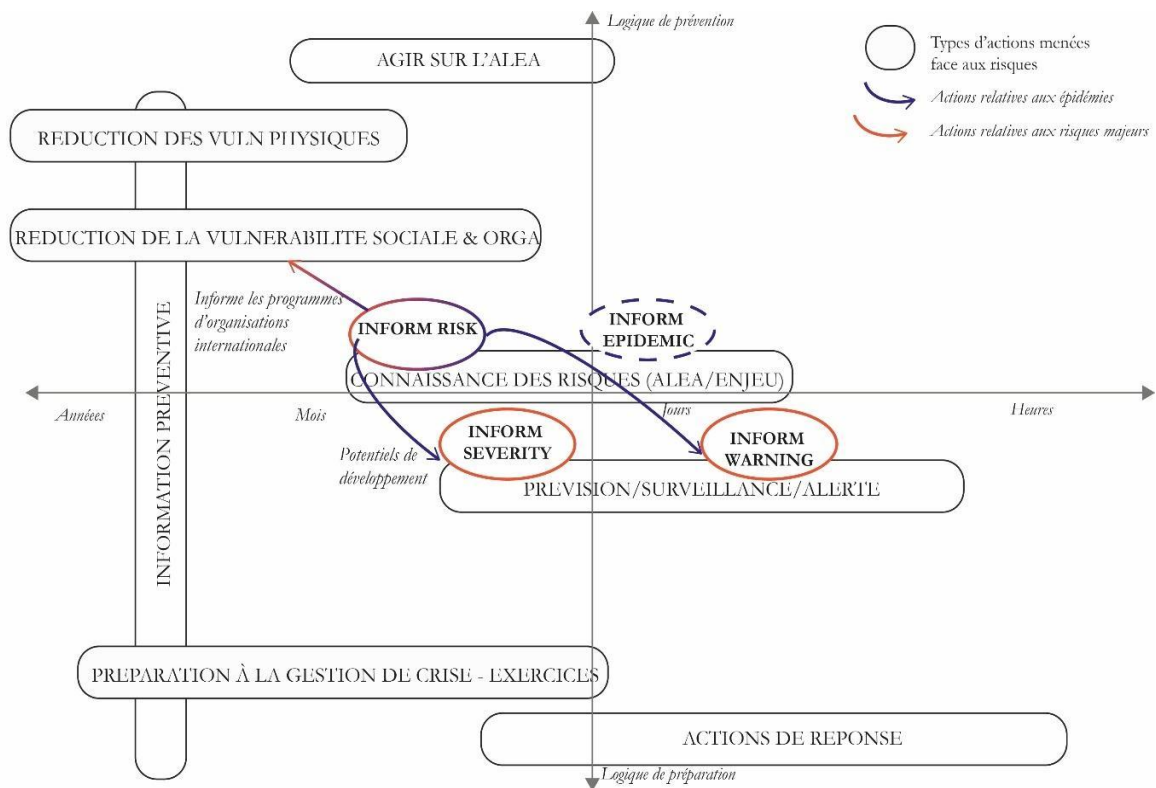 Logique de prévention
AGIR SUR L'ALEA
Types d'actions menées
face aux risques
Actions relatives aux épidémies
Actions relatives aux risques majeurs
REDUCTION DES VULN PHYSIQUES
REDUCTION DE LA VULNERABILITE SOCIALE & ORGA
Informe les programmes
d'organisations
internationales
INFORM RISK
INFORM
EPIDEMIC
CONNAISSANCE DES RISQUES (ALEA/ENJEU)
Annéees
Mois
Jours
Heures
INFORMATION PREVENTIVE
Potentiels de
développement
INFORM
SEVERITY
INFORM
WARNING
PREVISION/SURVEILLANCE/ALERTE
PREPARATION À LA GESTION DE CRISE - EXERCICES
ACTIONS DE REPONSE
Logique de préparation